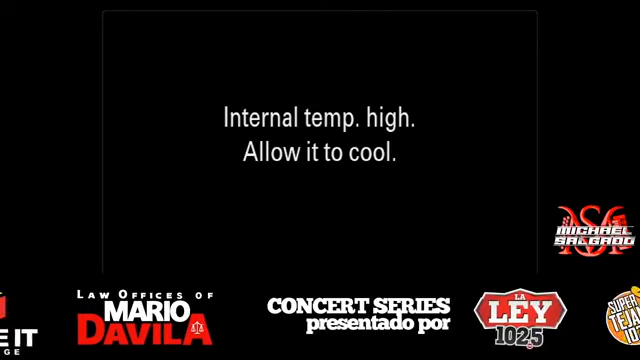 Internal temp. high.
Allow it to cool.
MICHAEL
SALGADO
LAW OFFICES OF
MARIO
DAVILA
CONCERT SERIES
presentado por
LA
LEY
102.5
SUPER